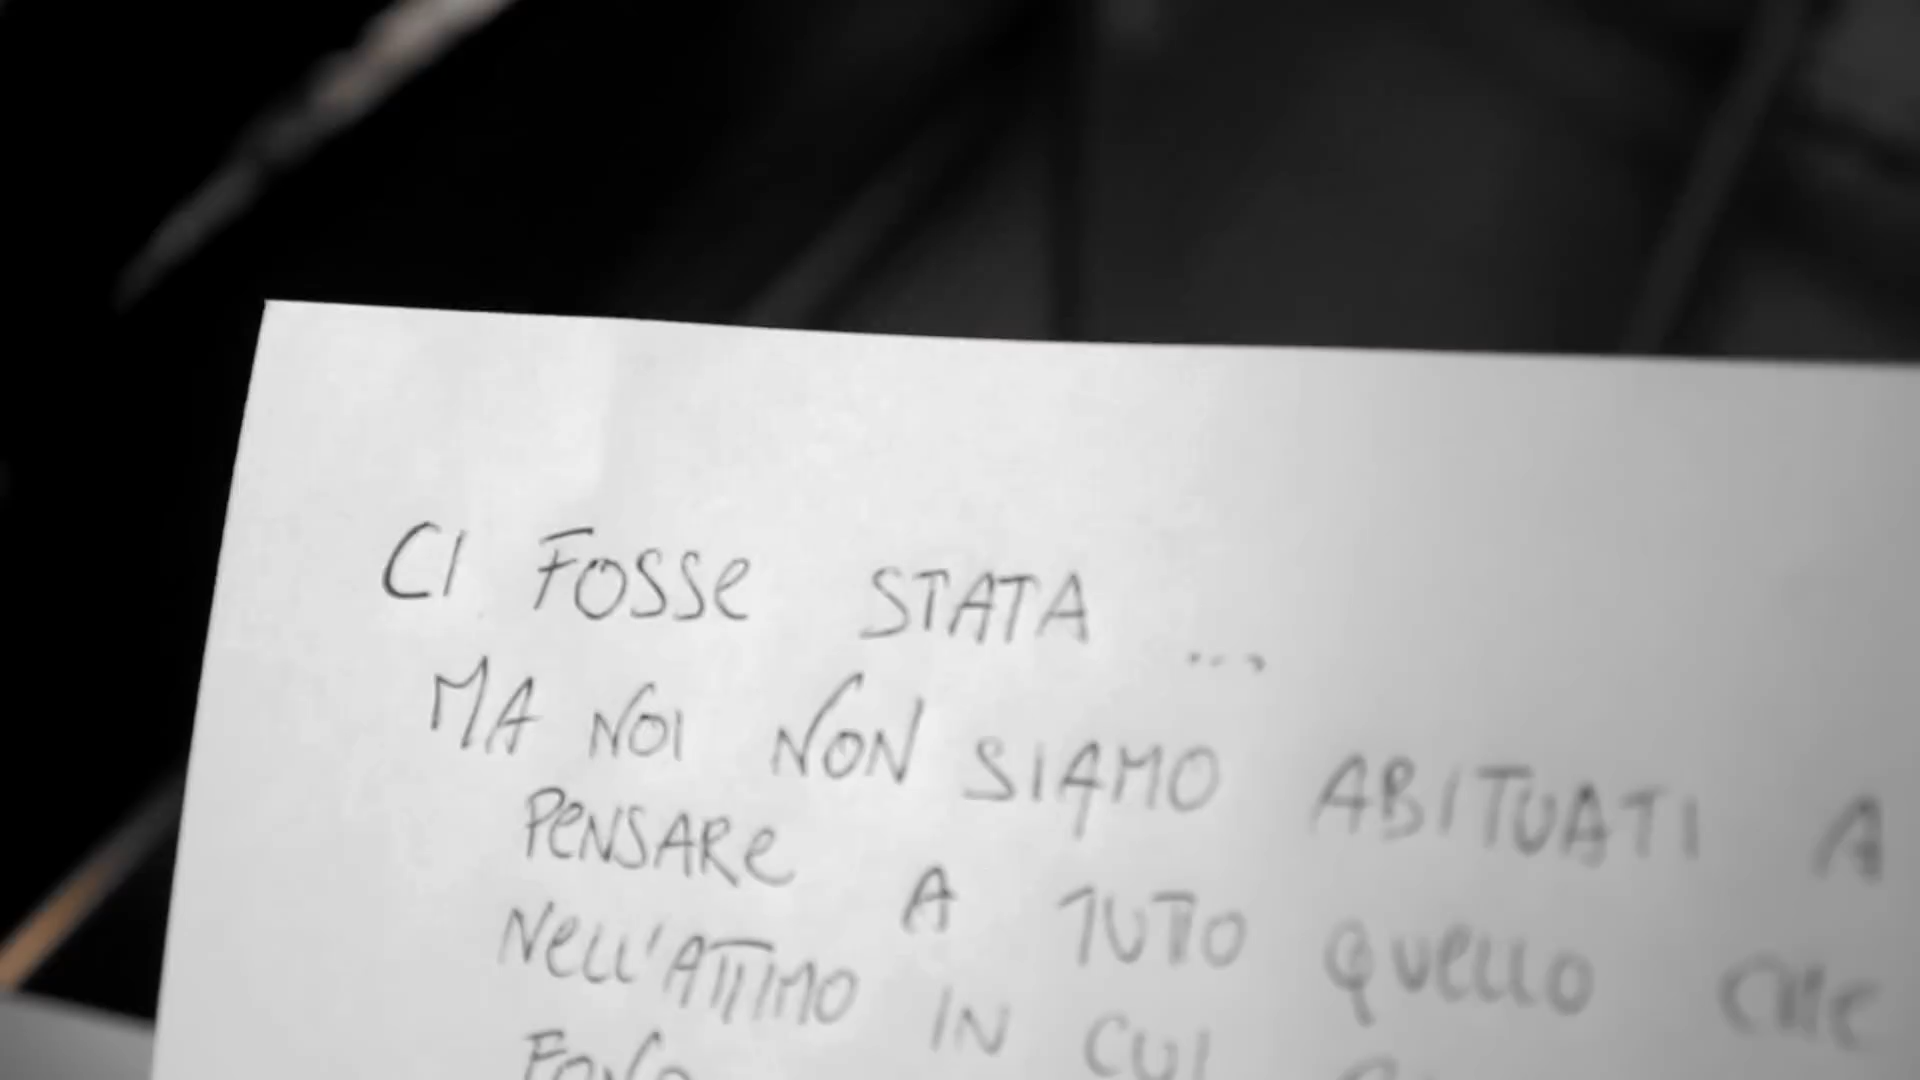 CI FOSSe STATA ...
MA NOI NON SIAMO ABITUATI A
PeNSARe A TUTTO QUeLLO CHE
NeLL'ATTIMO IN CUI